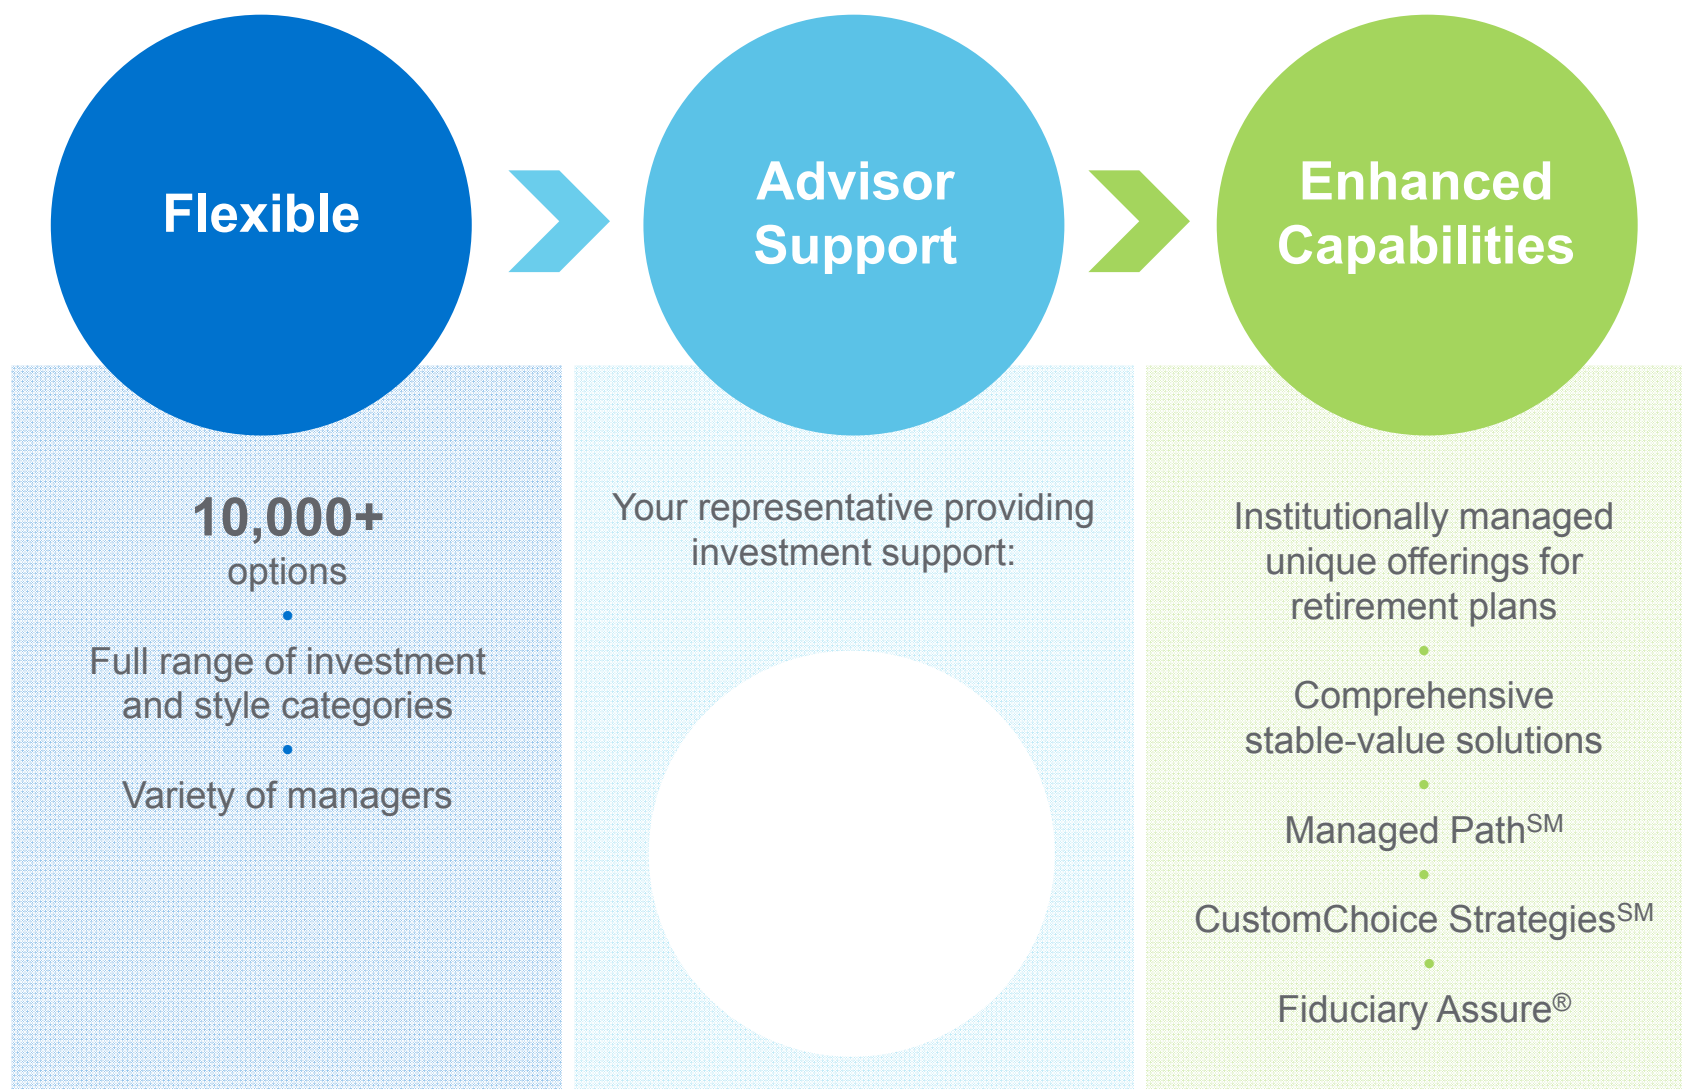 Flexible
10,000+
options
•
Full range of investment
and style categories
•
Variety of managers
Advisor
Support
Your representative providing
investment support:
Enhanced
Capabilities
Institutionally managed
unique offerings for
retirement plans
•
Comprehensive
stable-value solutions
•
Managed Path℠
•
CustomChoice Strategies℠
•
Fiduciary Assure®